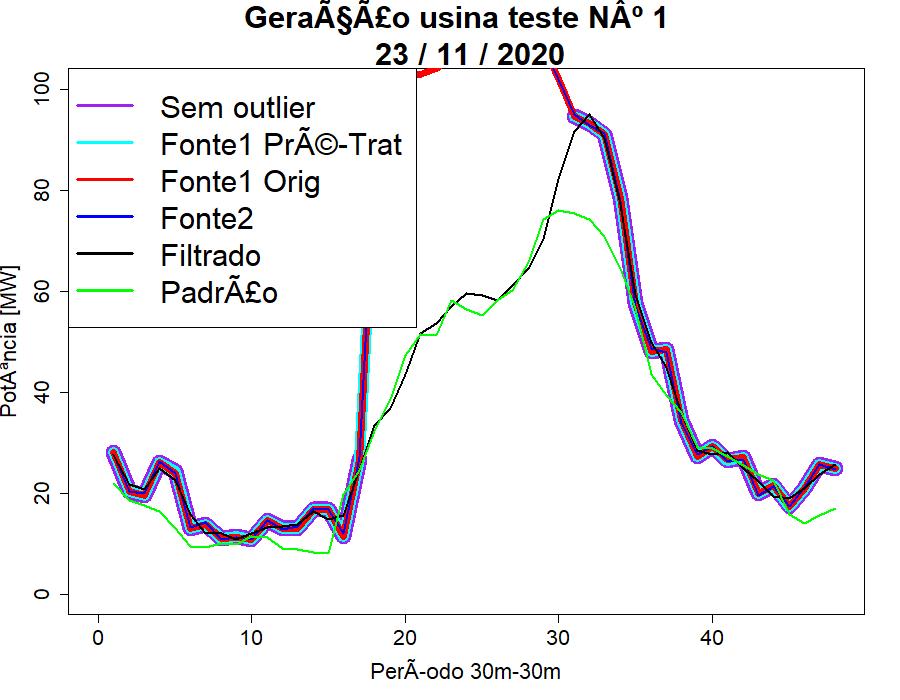 GeraÃ§Ã£o usina teste NÂº 1
23 / 11 / 2020
Sem outlier
Fonte1 PrÃ©-Trat
Fonte1 Orig
Fonte2
Filtrado
PadrÃ£o
PotÃªncia [MW]
100
80
60
40
20
0
0 10 20 30 40
PerÃ-odo 30m-30m